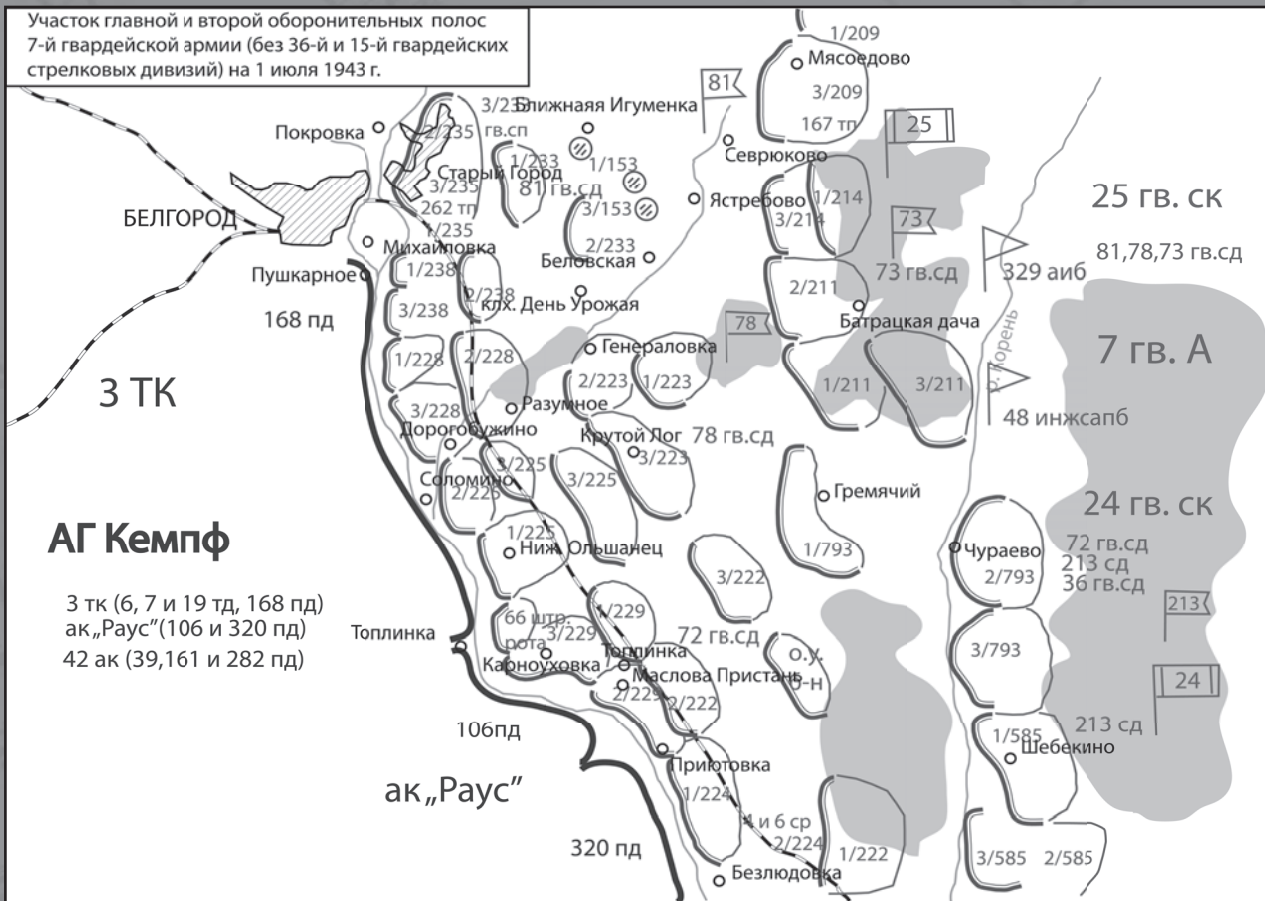 Участок главной и второй оборонительных полос
7-й гвардейской армии (без 36-й и 15-й гвардейских
стрелковых дивизий) на 1 июля 1943 г.
1/209
Мясоедово
3/209
167 тп
81
25
Ближнаяя Игуменка
3/233
гв.сп
Покровка
2/235
Севрюково
1/233
1/153
Старый Город
81 гв.сд
3/235
262 тп
1/235
3/153
Ястребово
3/214
1/214
73
25 гв. ск
81,78,73 гв.сд
БЕЛГОРОД
Михайловка
2/233
Беловская
73 гв.сд
329 аиб
Пушкарное
1/238
2/238
клх. День Урожая
2/211
Батрацкая дача
168 пд
3/238
78
р. Корень
7 гв. А
1/228
2/228
Генераловка
2/223
1/223
1/211
3/211
3 ТК
3/228
Разумное
48 инжсапб
Дорогобужино
Крутой Лог
78 гв.сд
3/223
3/225
3/225
Соломино
2/225
Гремячий
24 гв. ск
АГ Кемпф
1/225
Ниж. Ольшанец
1/793
Чураево
72 гв.сд
213 сд
36 гв.сд
2/793
3/222
3 тк (6, 7 и 19 тд, 168 пд)
ак „Раус” (106 и 320 пд)
42 ак (39,161 и 282 пд)
1/229
66 штр.
рота
213
Топлинка
3/229
72 гв.сд
Топлинка
о.у.
б-н
3/793
Карноуховка
Маслова Пристань
2/229
2/222
24
106пд
213 сд
1/585
Шебекино
Приютовка
ак „Раус”
1/224
4 и 6 ср
2/224
320 пд
1/222
3/585
2/585
Безлюдовка